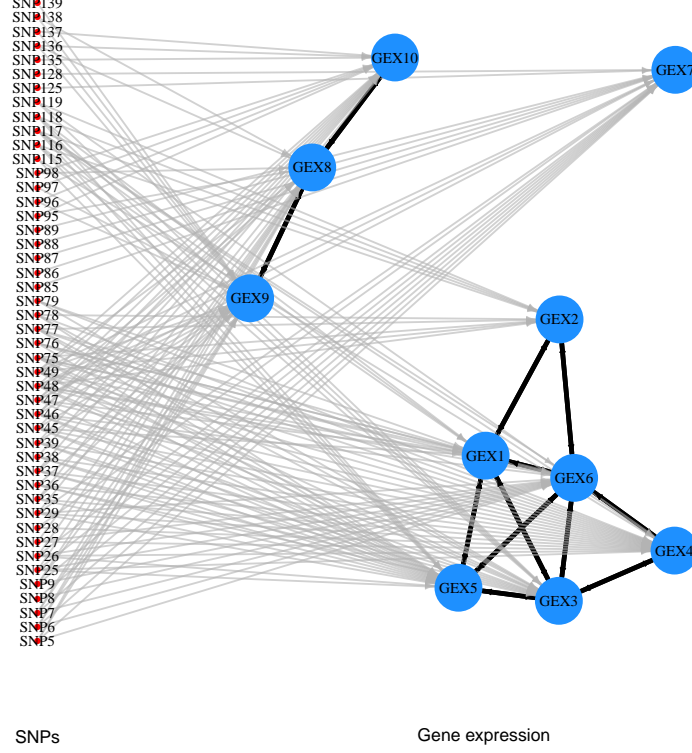 SNP139
SNP138
SNP137
SNP136
SNP135
SNP128
SNP125
SNP119
SNP118
SNP117
SNP116
SNP115
SNP98
SNP97
SNP96
SNP95
SNP89
SNP88
SNP87
SNP86
SNP85
SNP79
SNP78
SNP77
SNP76
SNP75
SNP49
SNP48
SNP47
SNP46
SNP45
SNP39
SNP38
SNP37
SNP36
SNP35
SNP29
SNP28
SNP27
SNP26
SNP25
SNP9
SNP8
SNP7
SNP6
SNP5
GEX10
GEX7
GEX8
GEX9
GEX2
GEX1
GEX6
GEX4
GEX5
GEX3
SNPs
Gene expression